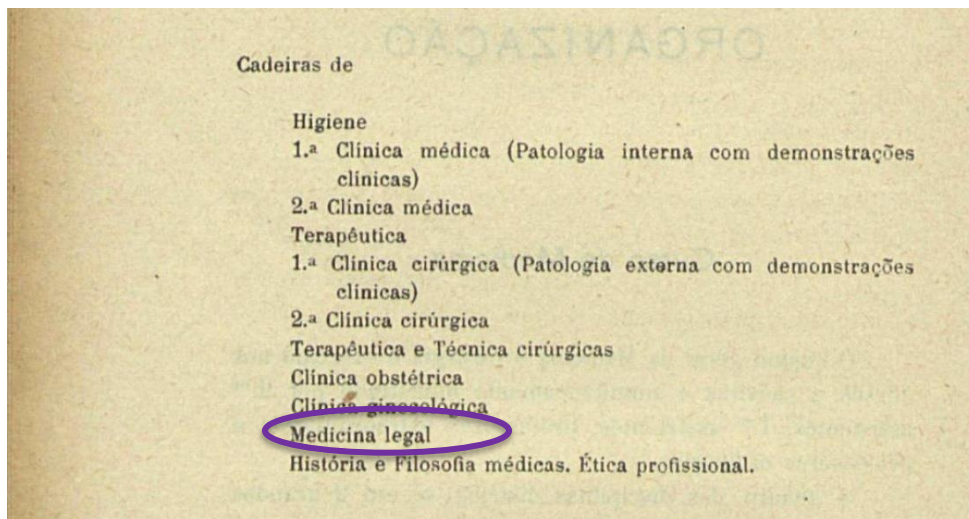 ORGANIZAÇÃO
Cadeiras de
Higiene
1.ª Clínica médica (Patologia interna com demonstrações
clínicas)
2.ª Clínica médica
Terapêutica
1.ª Clínica cirúrgica (Patologia externa com demonstrações
clínicas)
2.ª Clínica cirúrgica
Terapêutica e Técnica cirúrgicas
Clínica obstétrica
Clínica ginecológica
Medicina legal
História e Filosofia médicas. Ética profissional.